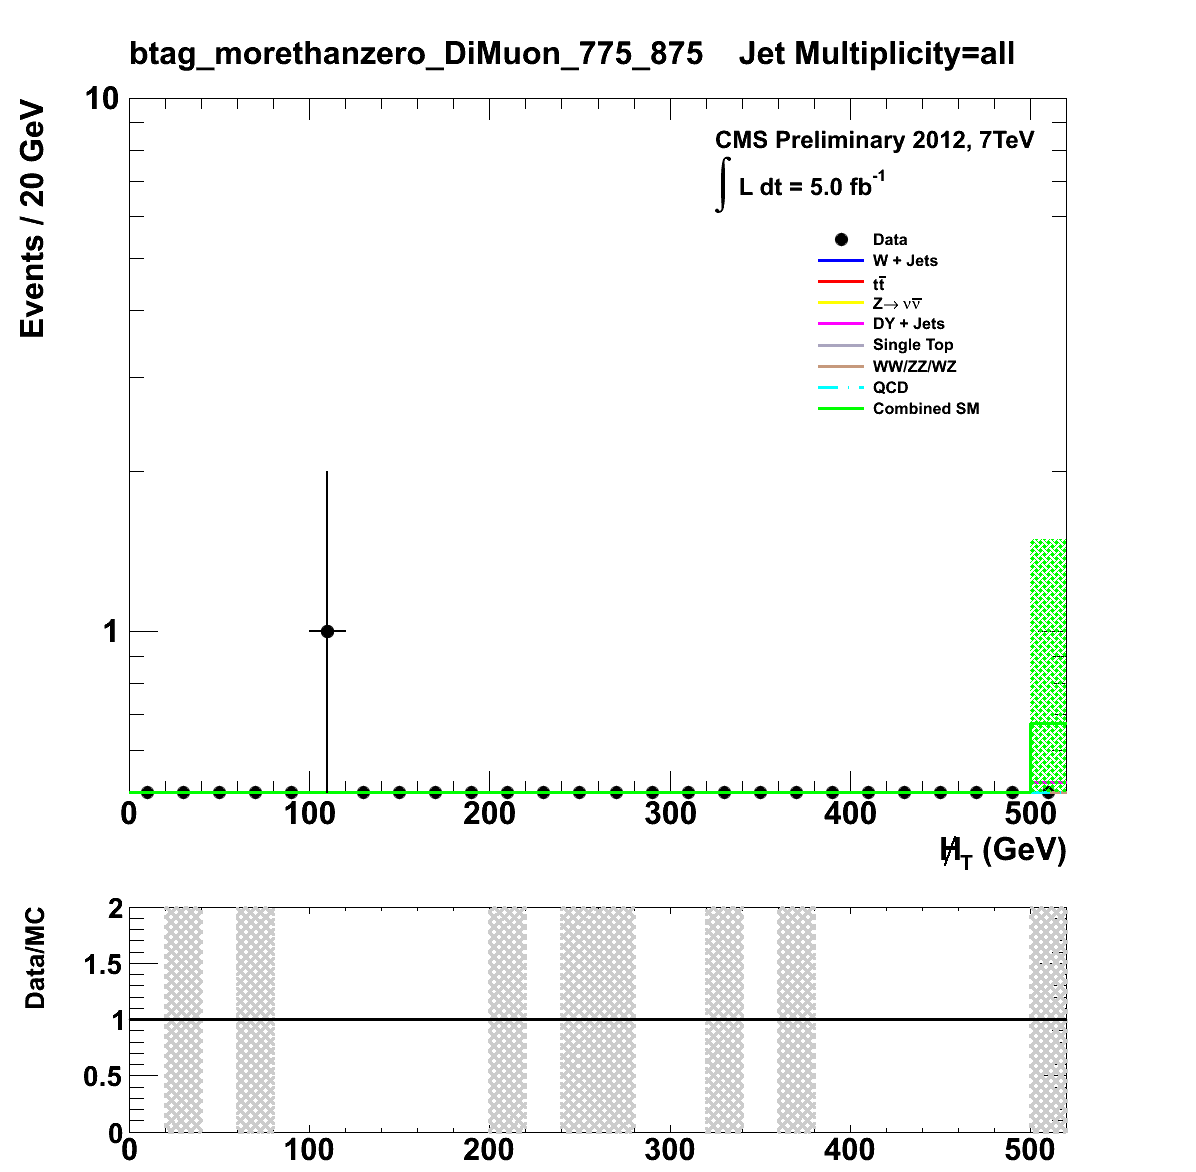 btag_morethanzero_DiMuon_775_875 Jet Multiplicity=all
Events / 20 GeV
10
1
CMS Preliminary 2012, 7TeV
∫ L dt = 5.0 fb⁻¹
Data
W + Jets
tt̅
Z→ νν̅
DY + Jets
Single Top
WW/ZZ/WZ
QCD
Combined SM
0 100 200 300 400 500
H̸_T (GeV)
Data/MC
2
1.5
1
0.5
0
0 100 200 300 400 500